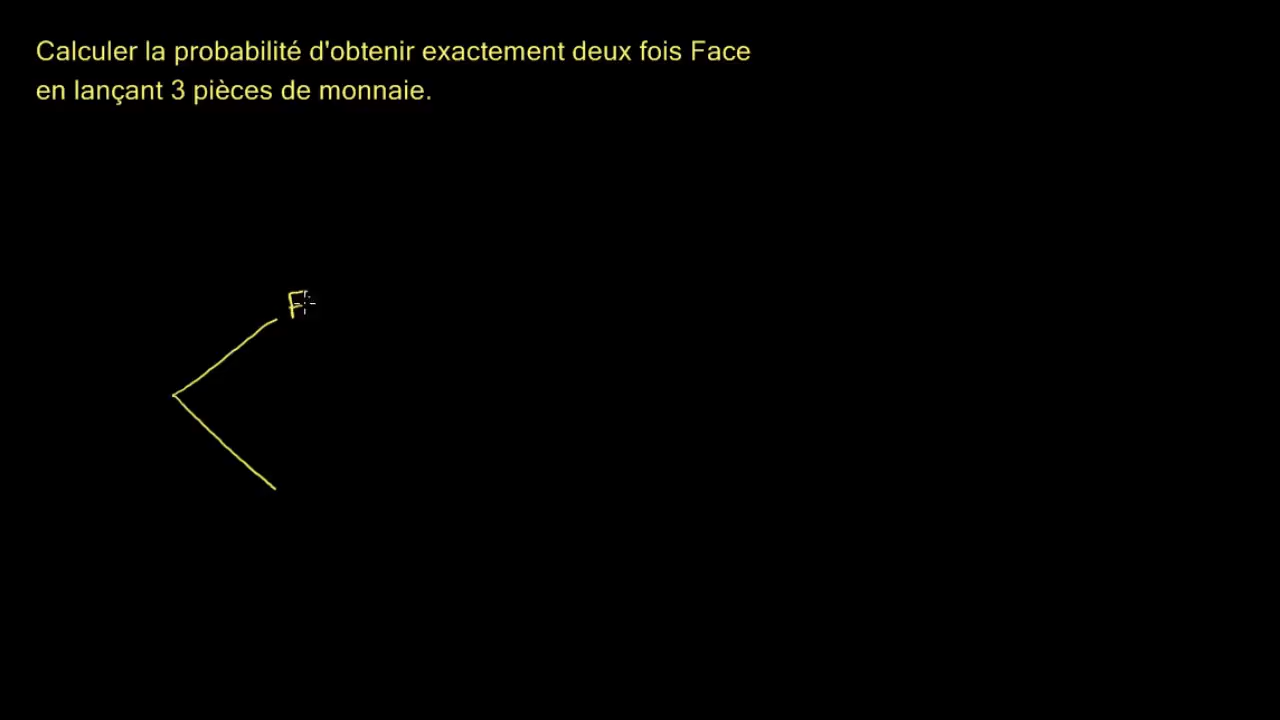 Calculer la probabilité d'obtenir exactement deux fois Face
en lançant 3 pièces de monnaie.
F